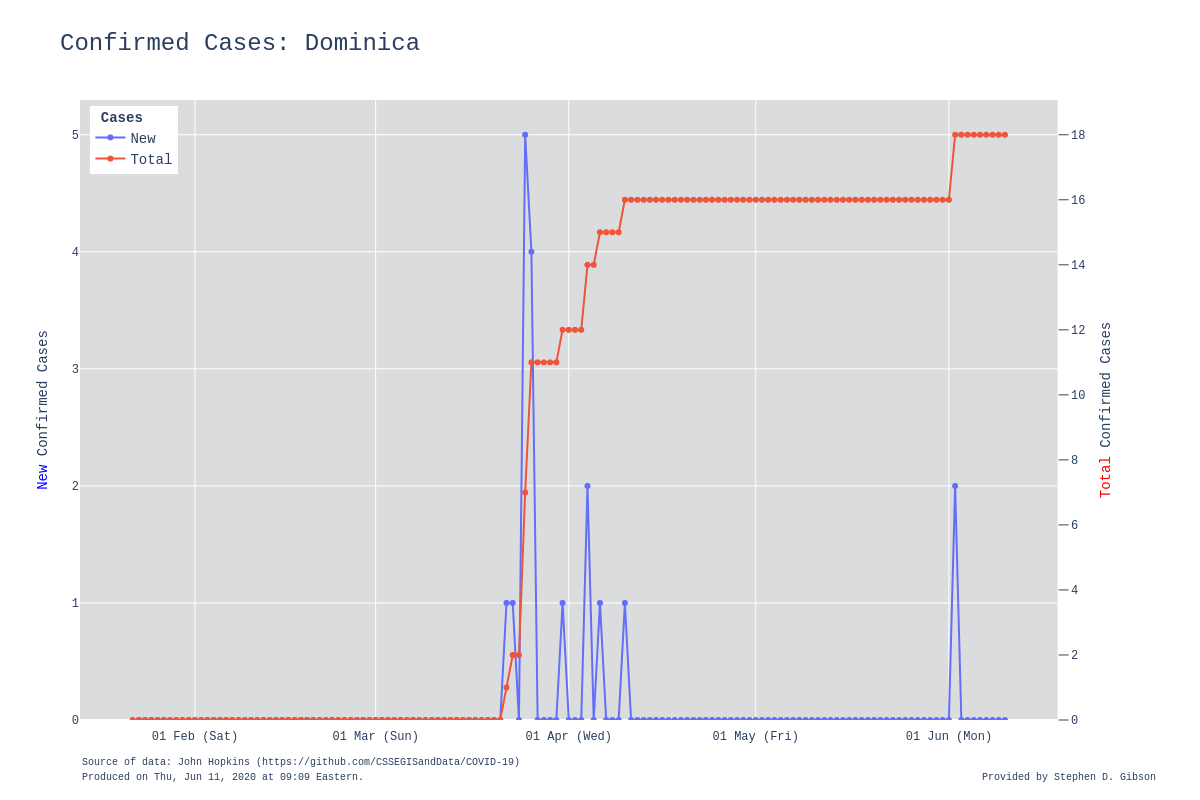 Confirmed Cases: Dominica
Cases
New
Total
5
4
3
2
1
0
18
16
14
12
10
8
6
4
2
0
New Confirmed Cases
Total Confirmed Cases
01 Feb (Sat)
01 Mar (Sun)
01 Apr (Wed)
01 May (Fri)
01 Jun (Mon)
Source of data: John Hopkins (https://github.com/CSSEGISandData/COVID-19)
Produced on Thu, Jun 11, 2020 at 09:09 Eastern.
Provided by Stephen D. Gibson